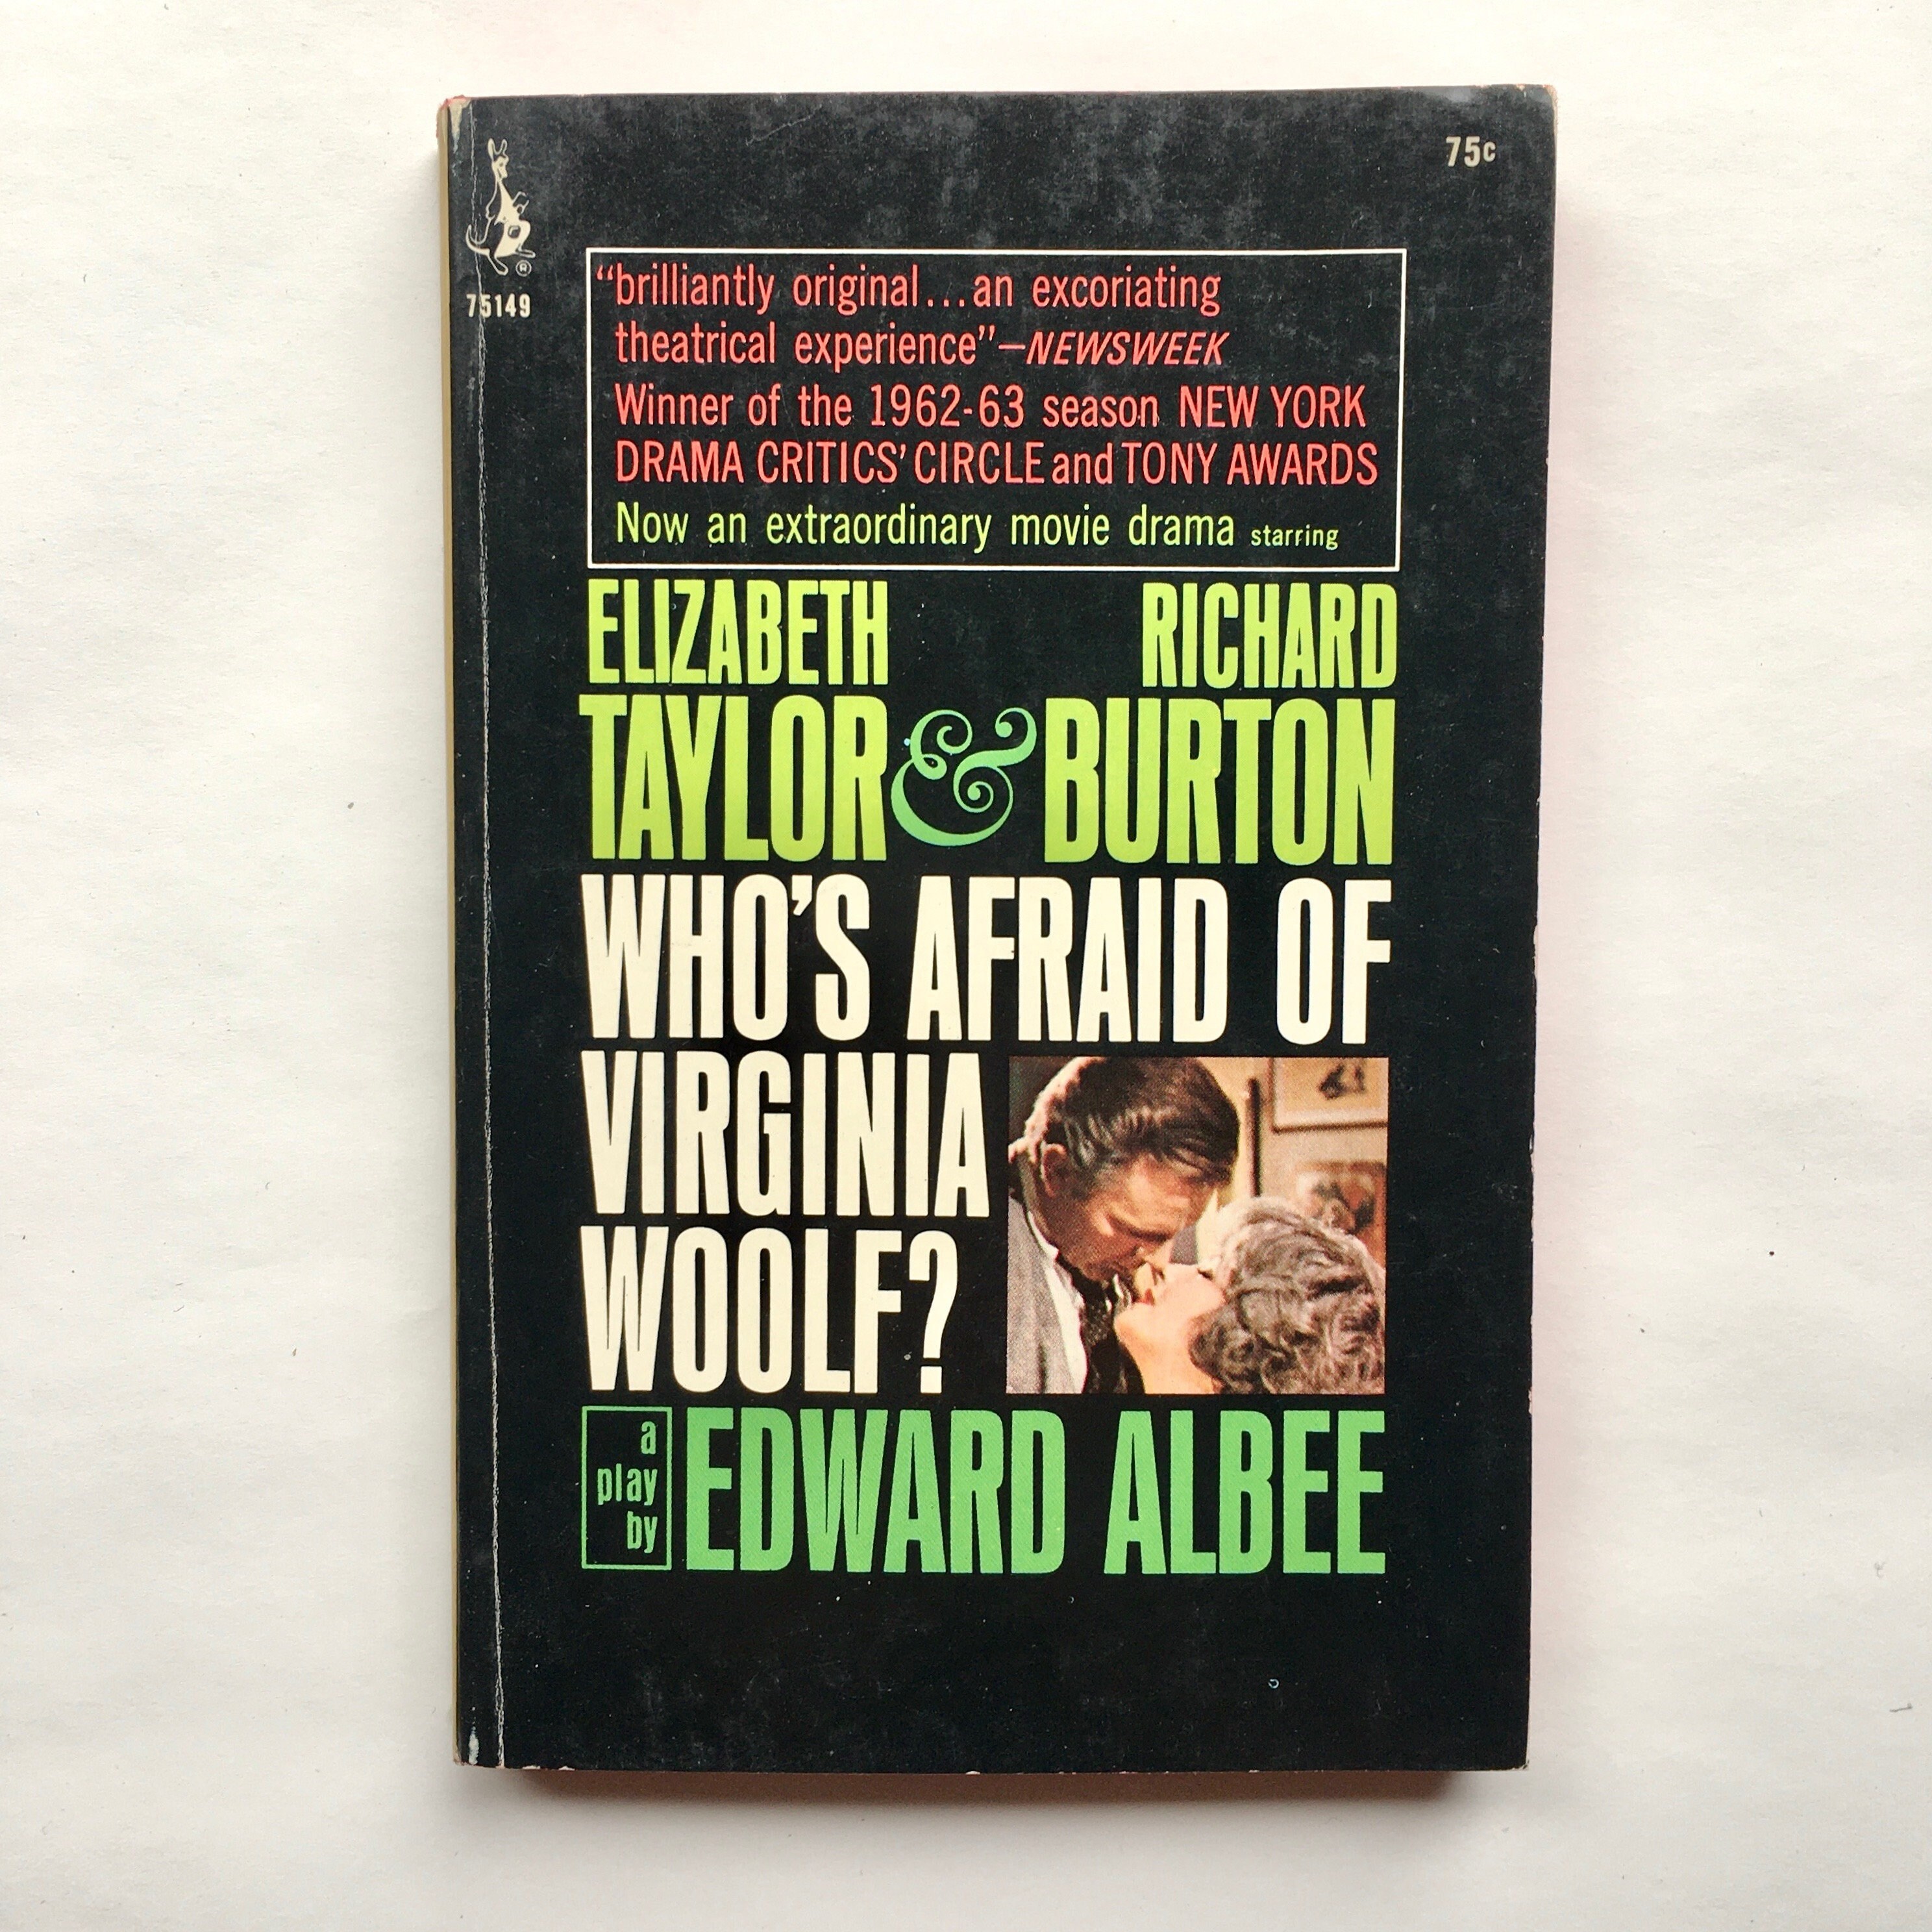 75c
®
75149
“brilliantly original...an excoriating
theatrical experience”—NEWSWEEK
Winner of the 1962-63 season NEW YORK
DRAMA CRITICS’ CIRCLE and TONY AWARDS
Now an extraordinary movie drama starring
ELIZABETH RICHARD
TAYLOR & BURTON
WHO’S AFRAID OF
VIRGINIA
WOOLF?
a
play
by
EDWARD ALBEE